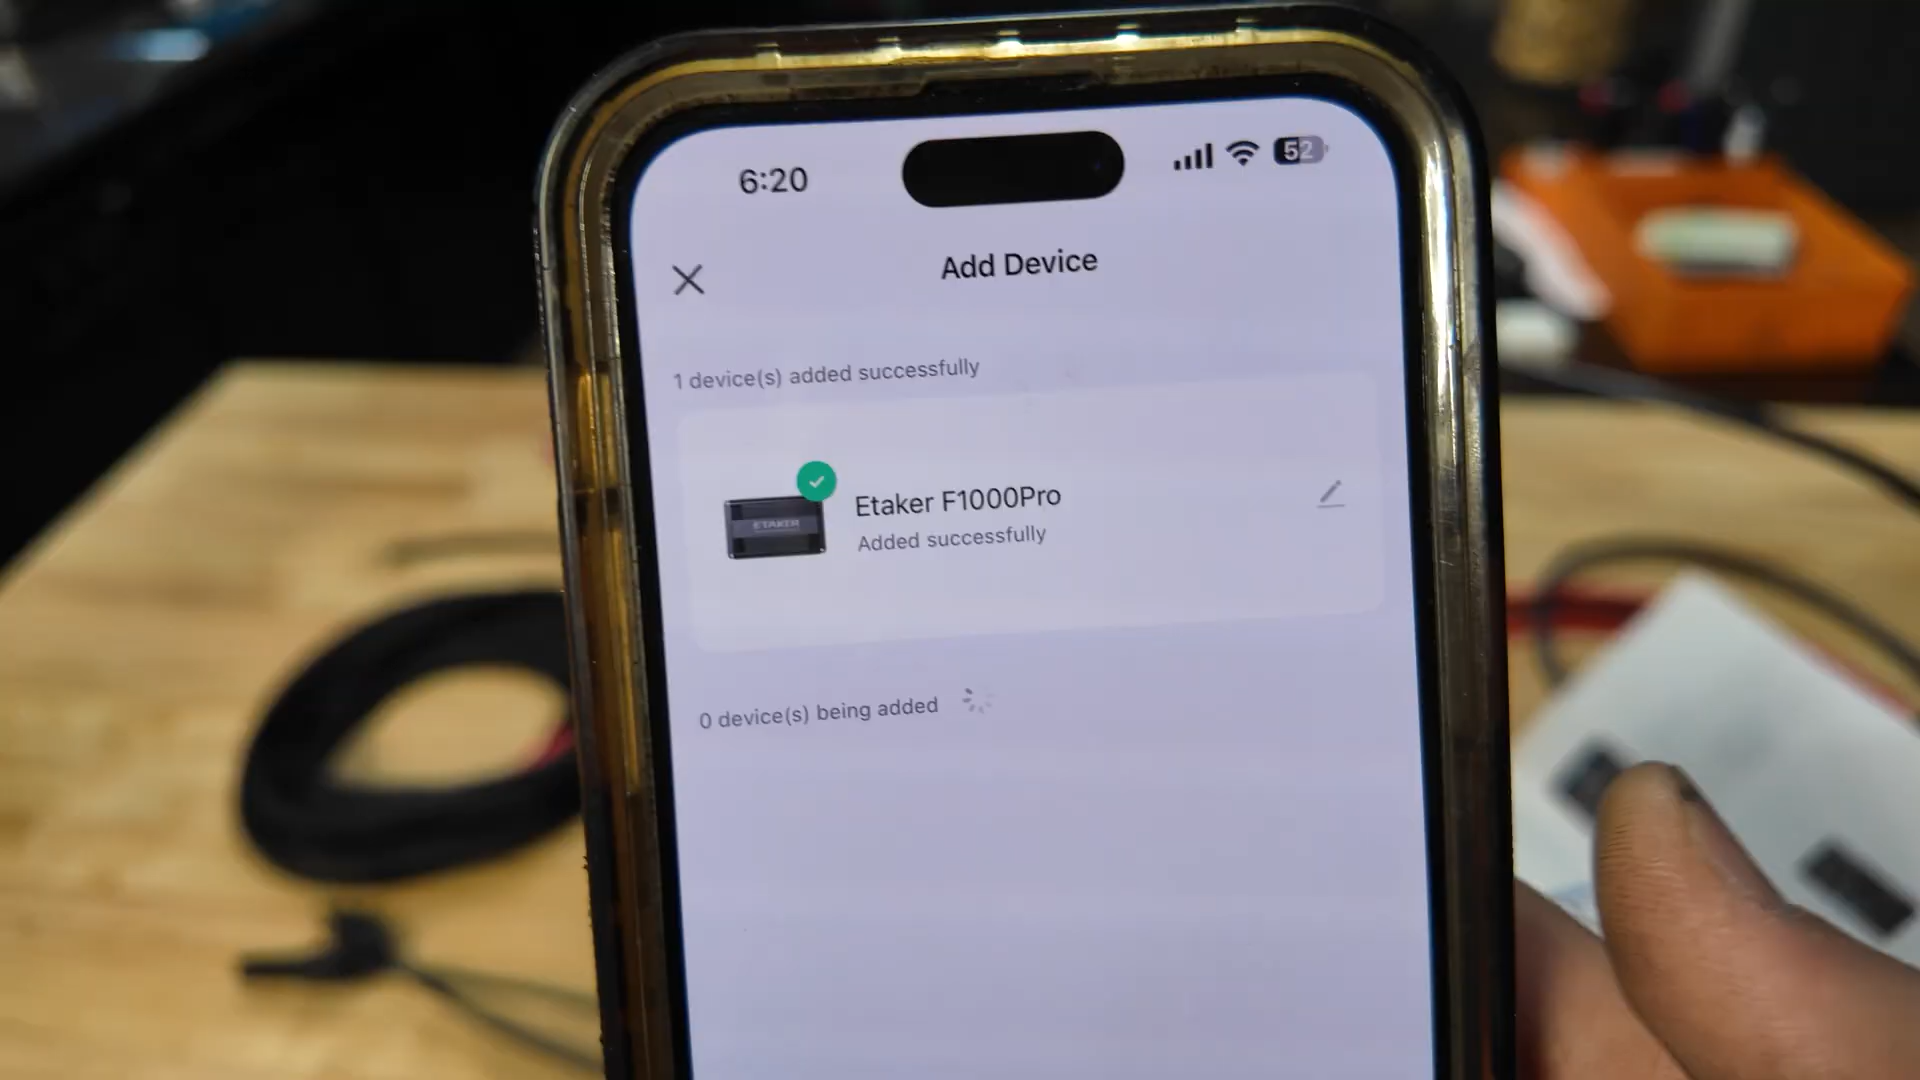 6:20
52
Add Device
1 device(s) added successfully
ETAKER
Etaker F1000Pro
Added successfully
0 device(s) being added